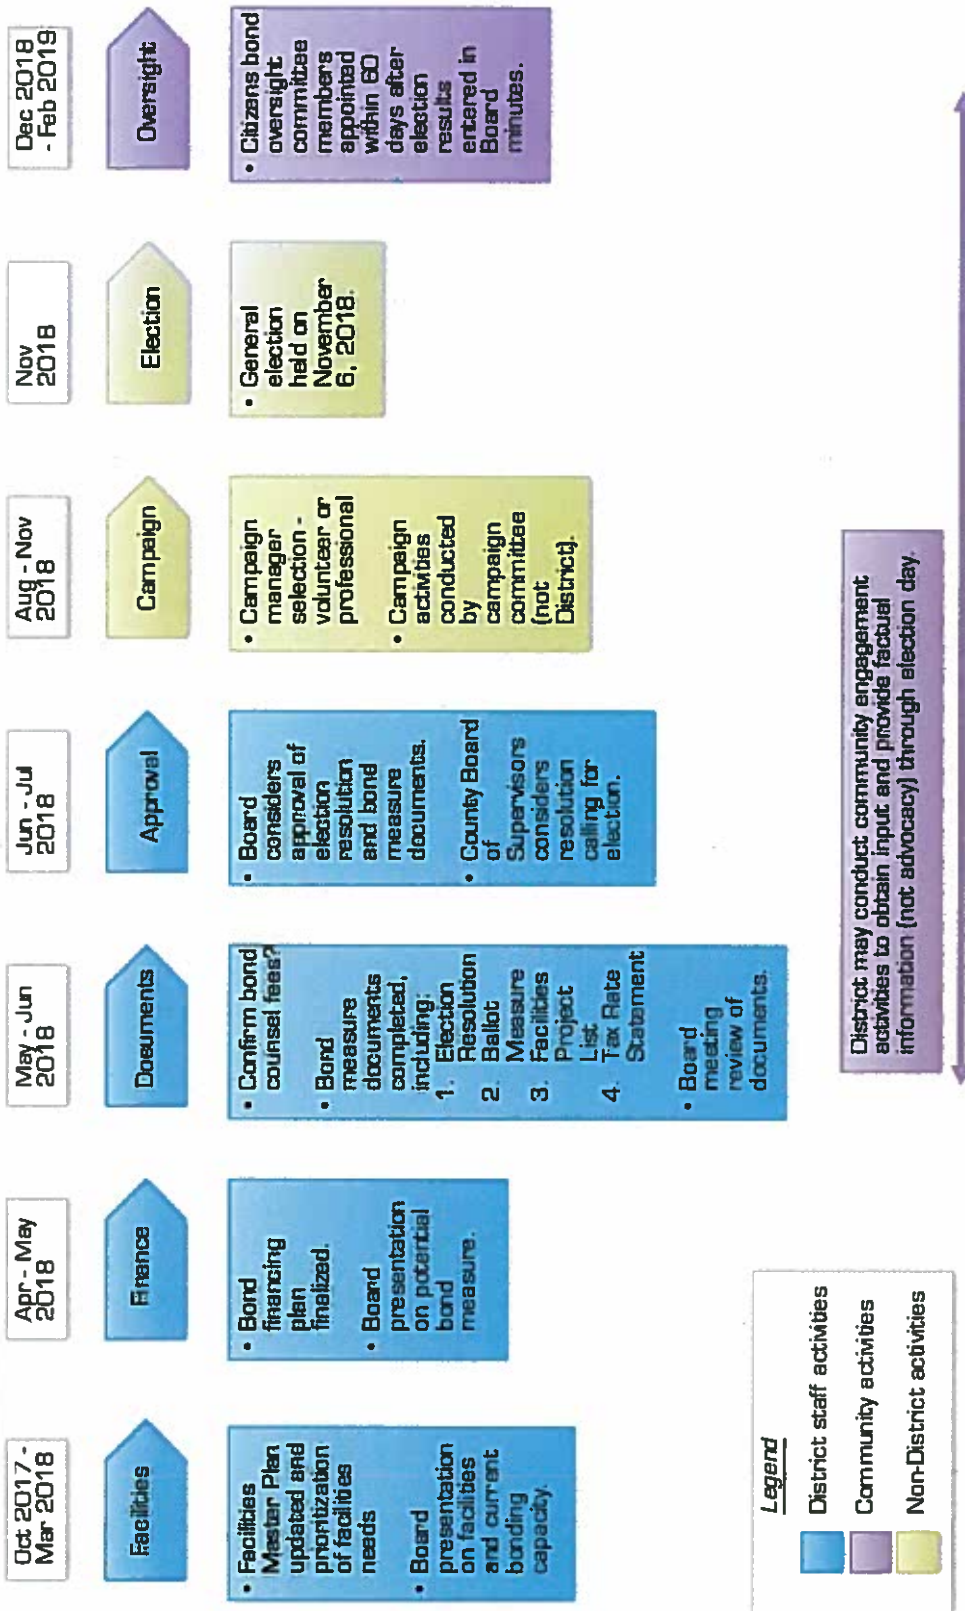 Oct 2017 -
Mar 2018
Facilities
• Facilities
Master Plan
updated and
prioritization
of facilities
needs
• Board
presentation
on facilities
and current
bonding
capacity.
Apr - May
2018
Finance
• Bond
financing
plan
finalized.
• Board
presentation
on potential
bond
measure.
May - Jun
2018
Documents
• Confirm bond
counsel fees?
• Bond
measure
documents
completed,
including:
1. Election
Resolution
2. Ballot
Measure
3. Facilities
Project
List
4. Tax Rate
Statement
• Board
meeting
review of
documents.
Jun - Jul
2018
Approval
• Board
considers
approval of
election
resolution
and bond
measure
documents.
• County Board
of
Supervisors
considers
resolution
calling for
election.
Aug - Nov
2018
Campaign
• Campaign
manager
selection -
volunteer or
professional
• Campaign
activities
conducted
by
campaign
committee
(not
District).
Nov
2018
Election
• General
election
held on
November
6, 2018.
Dec 2018
- Feb 2019
Oversight
• Citizens bond
oversight
committee
members
appointed
within 60
days after
election
results
entered in
Board
minutes.
District may conduct community engagement
activities to obtain input and provide factual
information (not advocacy) through election day.
Legend
District staff activities
Community activities
Non-District activities